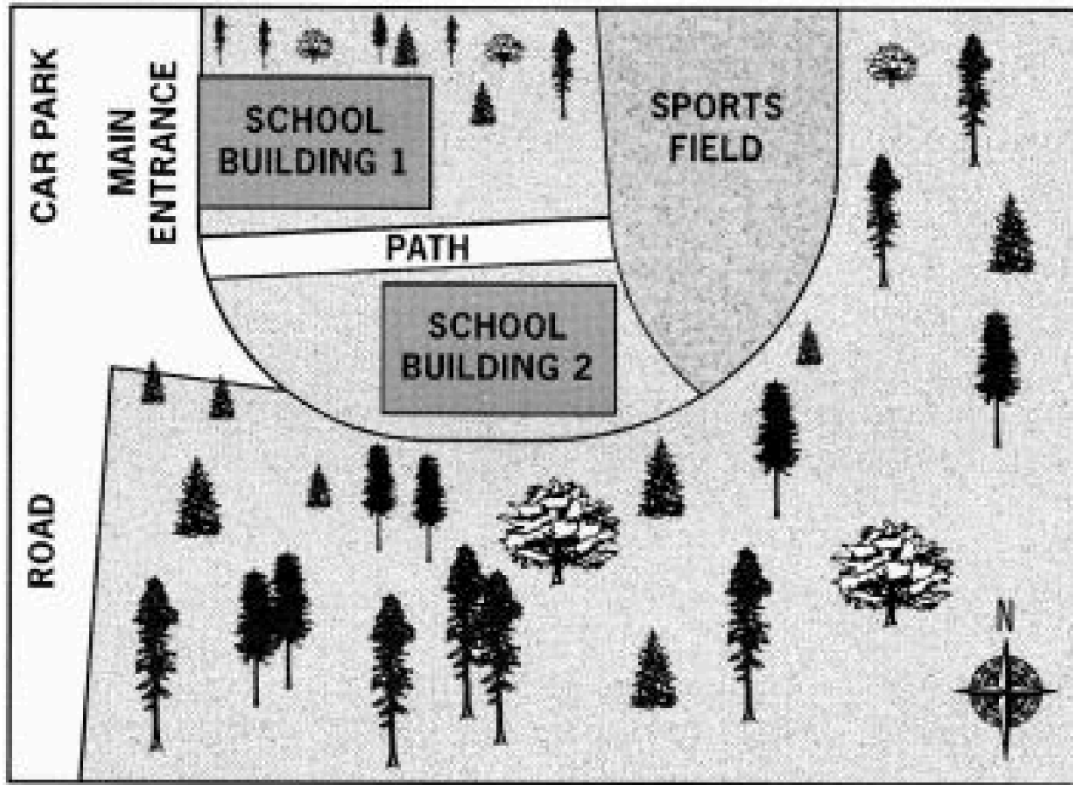 CAR PARK
MAIN
ENTRANCE
SCHOOL
BUILDING 1
SPORTS
FIELD
PATH
SCHOOL
BUILDING 2
ROAD
N